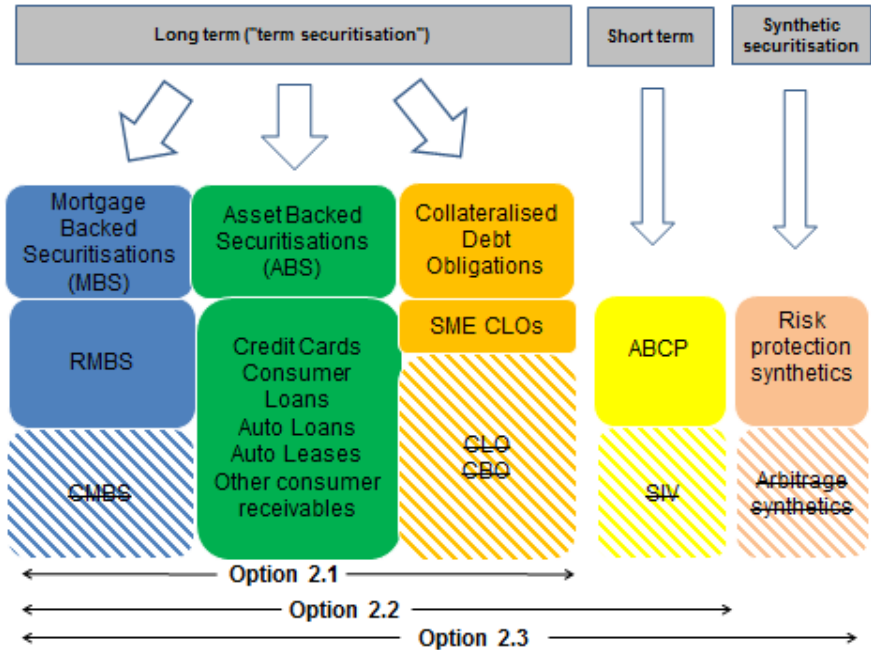 Long term ("term securitisation")
Short term
Synthetic
securitisation
Mortgage
Backed
Securitisations
(MBS)
Asset Backed
Securitisations
(ABS)
Collateralised
Debt
Obligations
RMBS
Credit Cards
Consumer
Loans
Auto Loans
Auto Leases
Other consumer
receivables
SME CLOs
ABCP
Risk
protection
synthetics
CMBS
CLO
CBO
SIV
Arbitrage
synthetics
Option 2.1
Option 2.2
Option 2.3